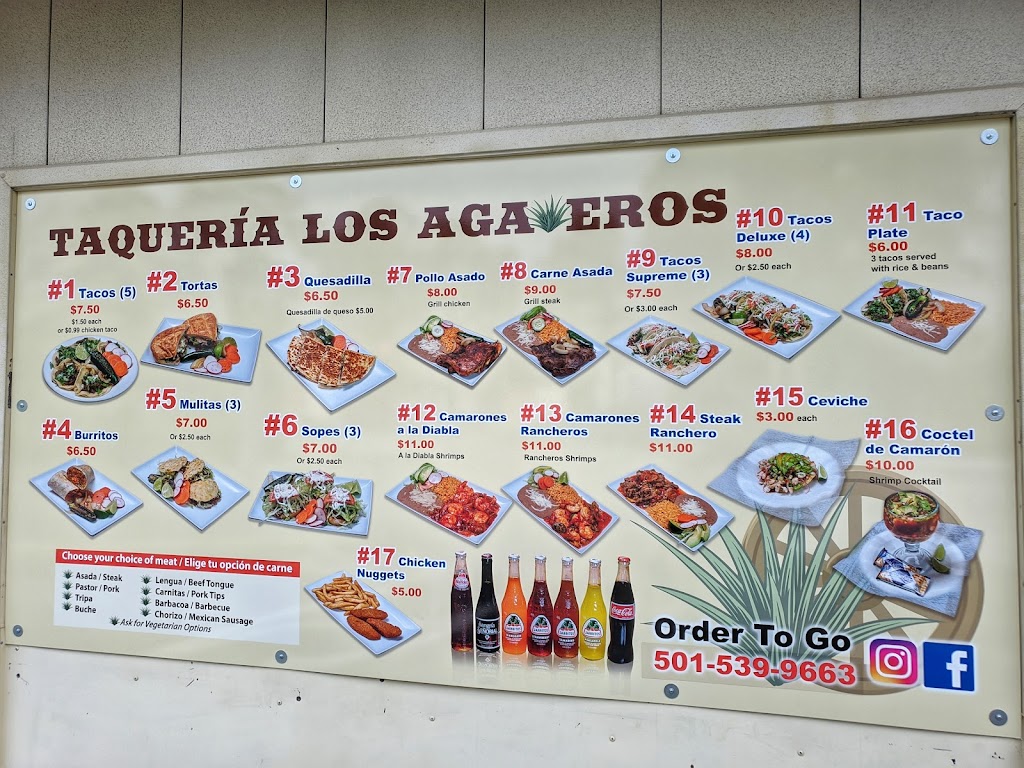 TAQUERÍA LOS AGAVEROS
#1 Tacos (5)
$7.50
$1.50 each
or $0.99 chicken taco
#2 Tortas
$6.50
#3 Quesadilla
$6.50
Quesadilla de queso $5.00
#7 Pollo Asado
$8.00
Grill chicken
#8 Carne Asada
$9.00
Grill steak
#9 Tacos
Supreme (3)
$7.50
Or $3.00 each
#10 Tacos
Deluxe (4)
$8.00
Or $2.50 each
#11 Taco
Plate
$6.00
3 tacos served
with rice & beans
#4 Burritos
$6.50
#5 Mulitas (3)
$7.00
Or $2.50 each
#6 Sopes (3)
$7.00
Or $2.50 each
#12 Camarones
a la Diabla
$11.00
A la Diabla Shrimps
#13 Camarones
Rancheros
$11.00
Rancheros Shrimps
#14 Steak
Ranchero
$11.00
#15 Ceviche
$3.00 each
#16 Coctel
de Camarón
$10.00
Shrimp Cocktail
Choose your choice of meat / Elige tu opción de carne
Asada / Steak
Pastor / Pork
Tripa
Buche
Lengua / Beef Tongue
Carnitas / Pork Tips
Barbacoa / Barbecue
Chorizo / Mexican Sausage
Ask for Vegetarian Options
#17 Chicken
Nuggets
$5.00
Coca-Cola
Order To Go
501-539-9663
f